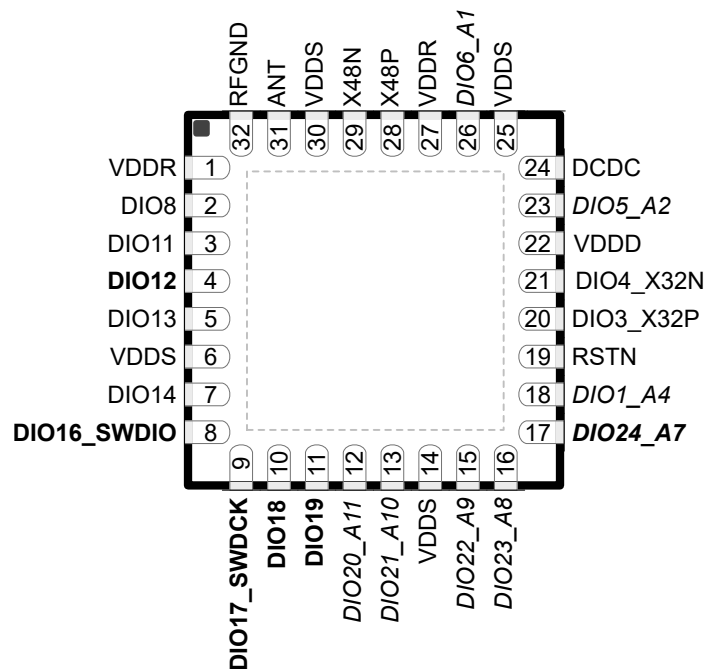 RFGND
ANT
VDDS
X48N
X48P
VDDR
DIO6_A1
VDDS
32
31
30
29
28
27
26
25
VDDR 1
24 DCDC
DIO8 2
23 DIO5_A2
DIO11 3
22 VDDD
DIO12 4
21 DIO4_X32N
DIO13 5
20 DIO3_X32P
VDDS 6
19 RSTN
DIO14 7
18 DIO1_A4
DIO16_SWDIO 8
17 DIO24_A7
9
10
11
12
13
14
15
16
DIO17_SWDCK
DIO18
DIO19
DIO20_A11
DIO21_A10
VDDS
DIO22_A9
DIO23_A8